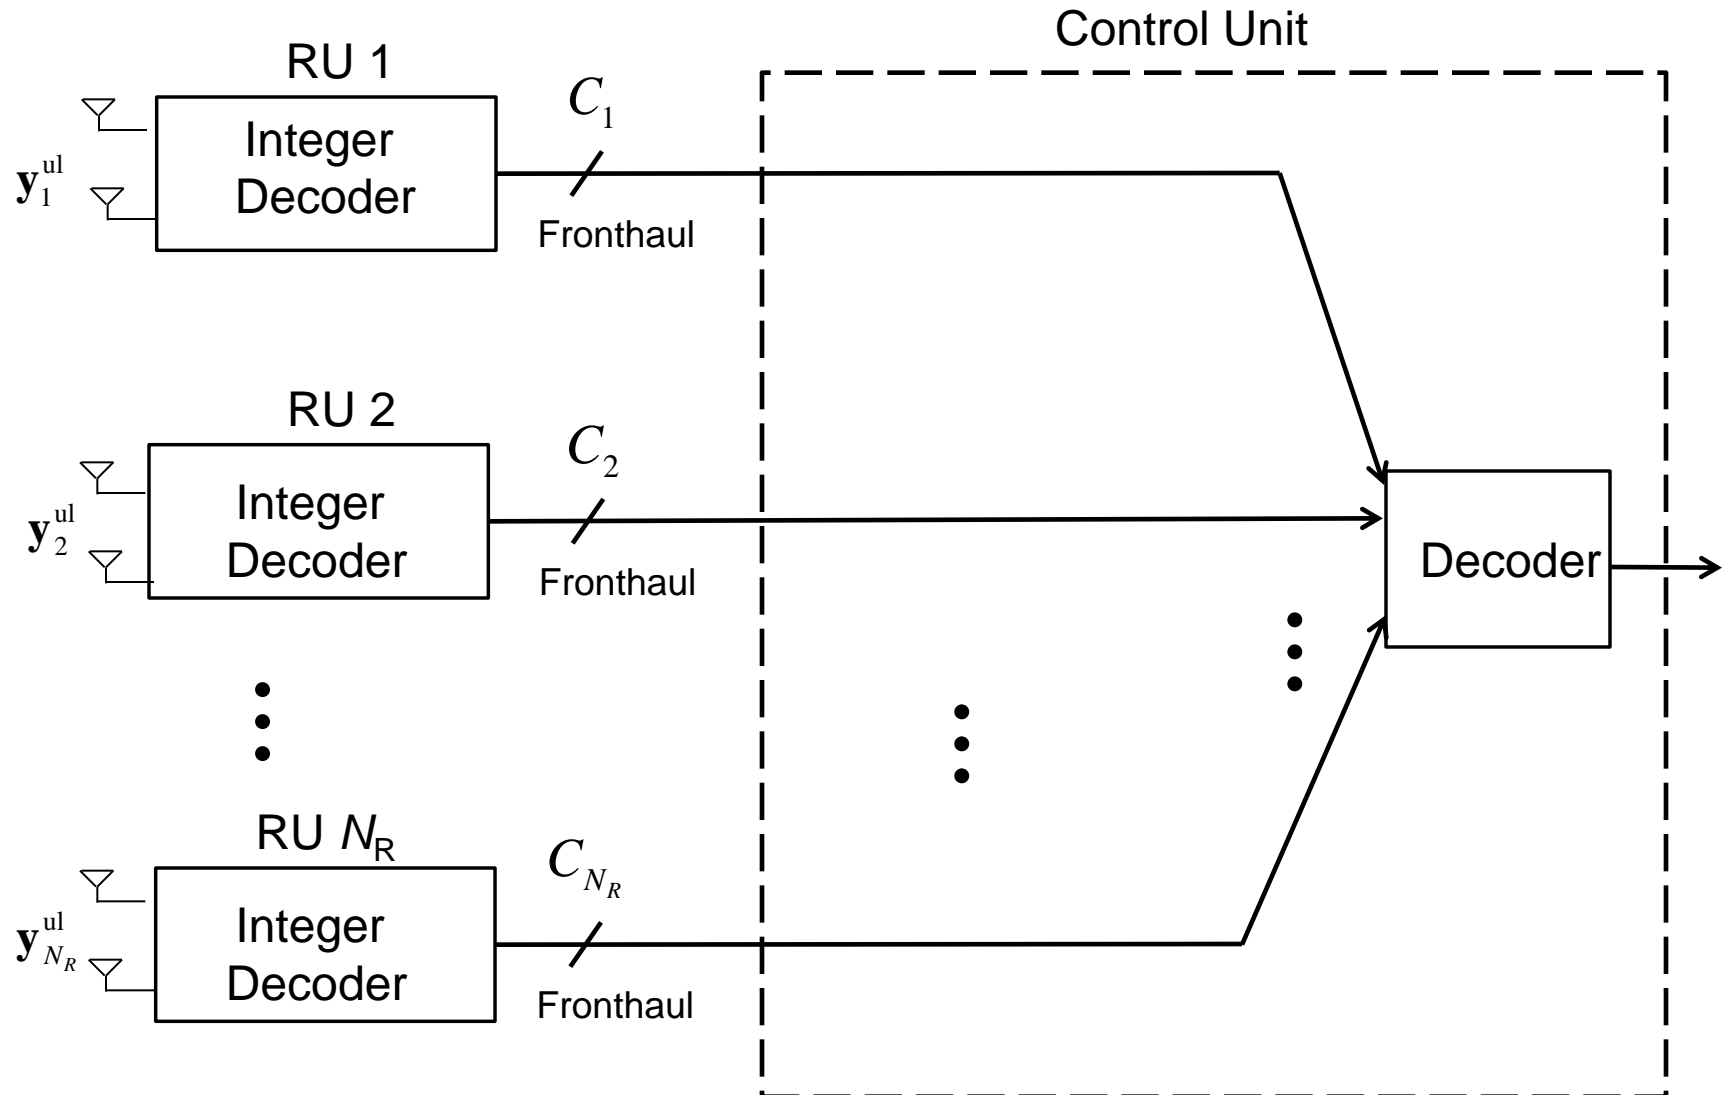 Control Unit
RU 1
C_1
Integer
Decoder
y_1^ul
Fronthaul
RU 2
C_2
Integer
Decoder
y_2^ul
Fronthaul
Decoder
RU N_R
C_{N_R}
Integer
Decoder
y_{N_R}^ul
Fronthaul